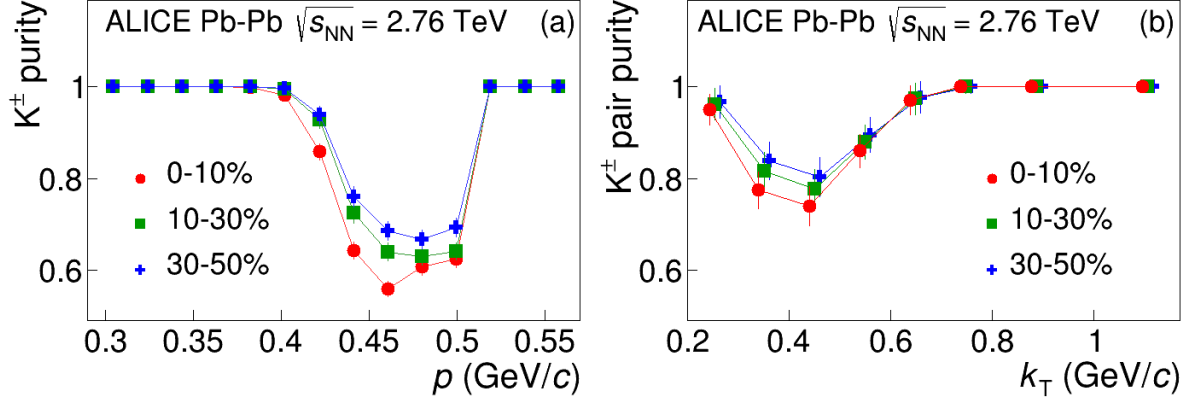 ALICE Pb-Pb √sNN = 2.76 TeV (a)
K± purity
1
0.8
0.6
0-10%
10-30%
30-50%
0.3 0.35 0.4 0.45 0.5 0.55
p (GeV/c)
ALICE Pb-Pb √sNN = 2.76 TeV (b)
K± pair purity
1
0.8
0.6
0-10%
10-30%
30-50%
0.2 0.4 0.6 0.8 1
kT (GeV/c)